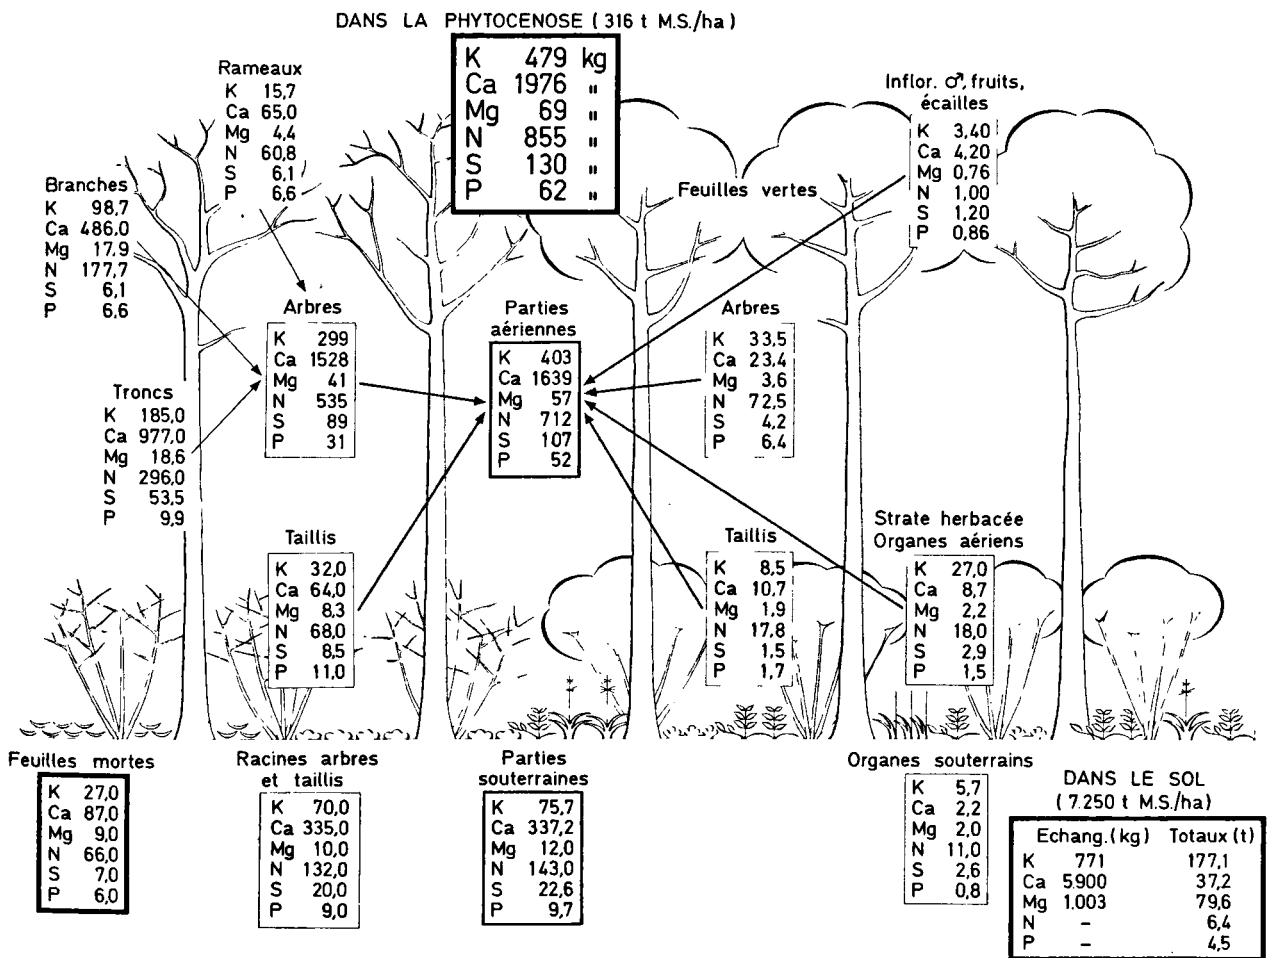 DANS LA PHYTOCENOSE (316 t M.S./ha)
K 479 kg
Ca 1976 "
Mg 69 "
N 855 "
S 130 "
P 62 "
Rameaux
K 15,7
Ca 65,0
Mg 4,4
N 60,8
S 6,1
P 6,6
Inflor. ♂, fruits,
écailles
K 3,40
Ca 4,20
Mg 0,76
N 1,00
S 1,20
P 0,86
Branches
K 98,7
Ca 486,0
Mg 17,9
N 177,7
S 6,1
P 6,6
Feuilles vertes
Arbres
K 299
Ca 1528
Mg 41
N 535
S 89
P 31
Parties
aériennes
K 403
Ca 1639
Mg 57
N 712
S 107
P 52
Arbres
K 33,5
Ca 23,4
Mg 3,6
N 72,5
S 4,2
P 6,4
Troncs
K 185,0
Ca 977,0
Mg 18,6
N 296,0
S 53,5
P 9,9
Taillis
K 32,0
Ca 64,0
Mg 8,3
N 68,0
S 8,5
P 11,0
Taillis
K 8,5
Ca 10,7
Mg 1,9
N 17,8
S 1,5
P 1,7
Strate herbacée
Organes aériens
K 27,0
Ca 8,7
Mg 2,2
N 18,0
S 2,9
P 1,5
Feuilles mortes
K 27,0
Ca 87,0
Mg 9,0
N 66,0
S 7,0
P 6,0
Racines arbres
et taillis
K 70,0
Ca 335,0
Mg 10,0
N 132,0
S 20,0
P 9,0
Parties
souterraines
K 75,7
Ca 337,2
Mg 12,0
N 143,0
S 22,6
P 9,7
Organes souterrains
K 5,7
Ca 2,2
Mg 2,0
N 11,0
S 2,6
P 0,8
DANS LE SOL
(7.250 t M.S./ha)
Echang.(kg) Totaux (t)
K 771 177,1
Ca 5.900 37,2
Mg 1.003 79,6
N – 6,4
P – 4,5